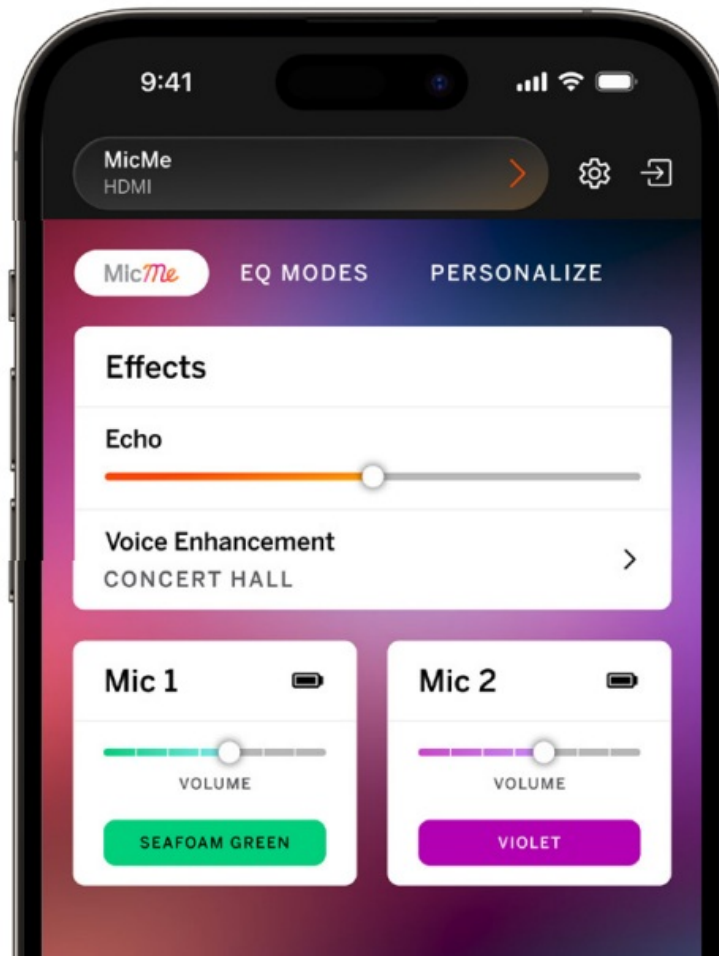 9:41
MicMe
HDMI
MicMe
EQ MODES
PERSONALIZE
Effects
Echo
Voice Enhancement
CONCERT HALL
Mic 1
VOLUME
SEAFOAM GREEN
Mic 2
VOLUME
VIOLET